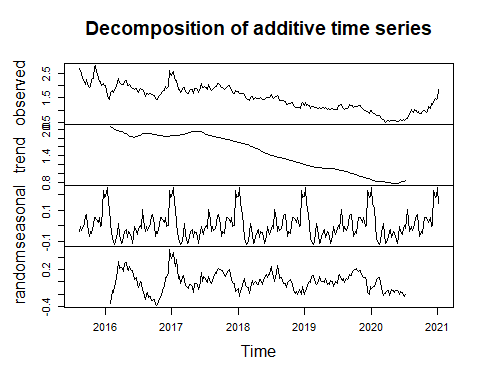 Decomposition of additive time series
observed
2.5
1.5
0.5
trend
2.0
1.4
0.8
seasonal
0.1
-0.1
random
0.2
-0.4
2016 2017 2018 2019 2020 2021
Time